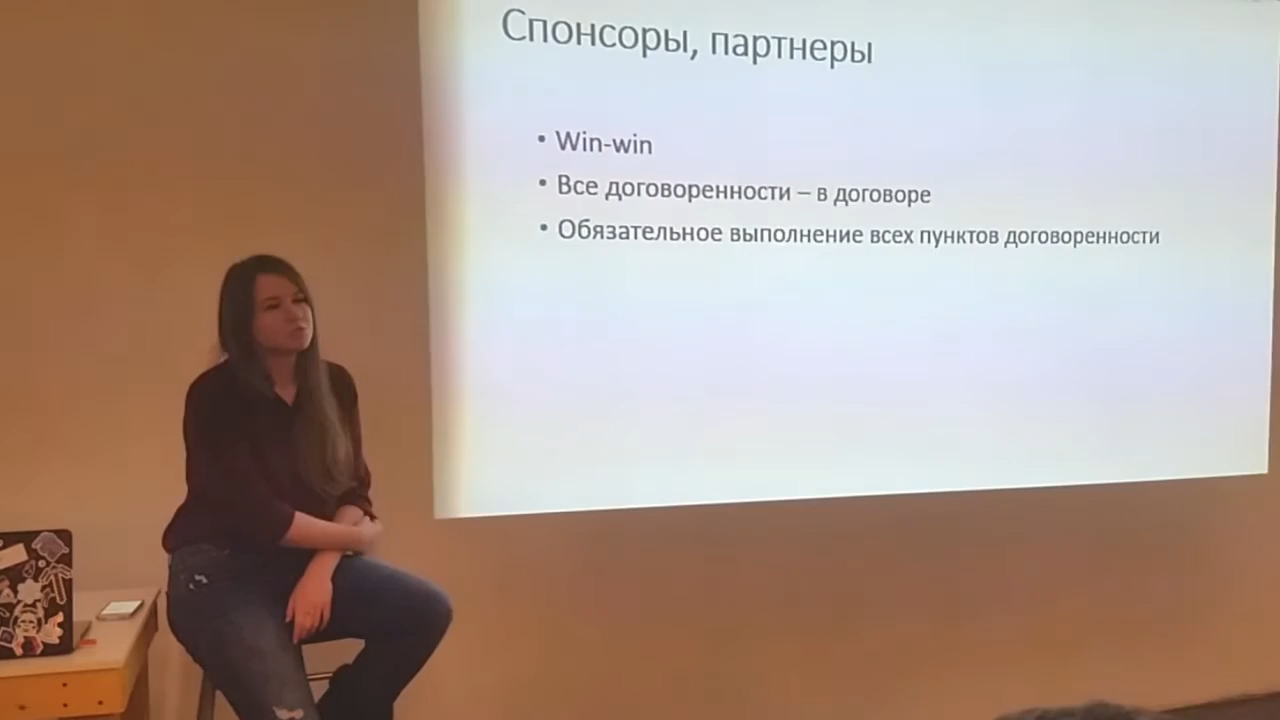 Спонсоры, партнеры
• Win-win
• Все договоренности – в договоре
• Обязательное выполнение всех пунктов договоренности